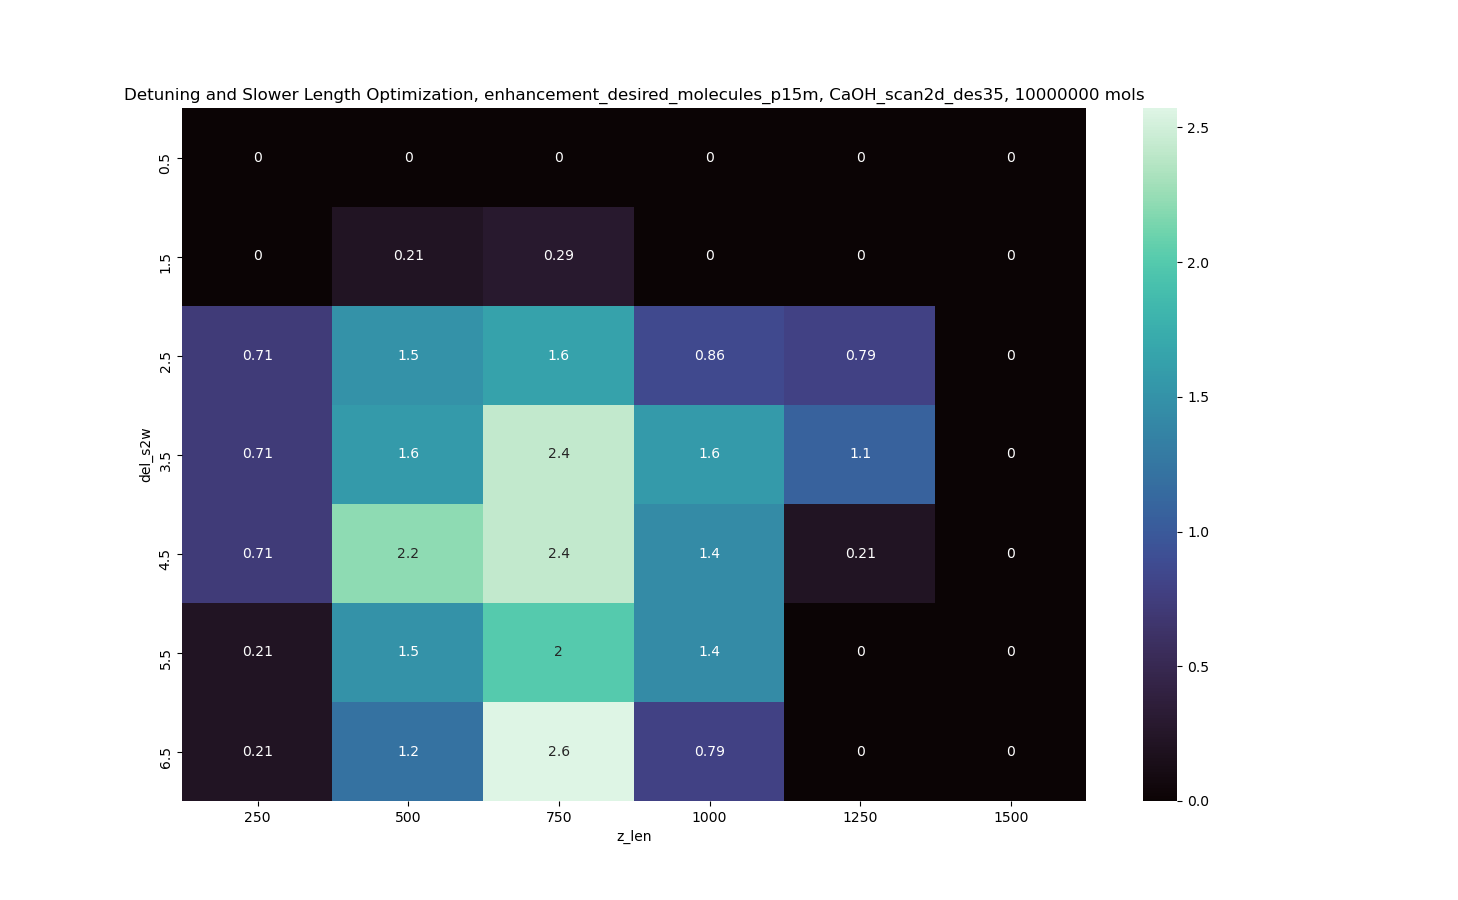 Detuning and Slower Length Optimization, enhancement_desired_molecules_p15m, CaOH_scan2d_des35, 10000000 mols
0.5 0 0 0 0 0 0
1.5 0 0.21 0.29 0 0 0
2.5 0.71 1.5 1.6 0.86 0.79 0
3.5 0.71 1.6 2.4 1.6 1.1 0
4.5 0.71 2.2 2.4 1.4 0.21 0
5.5 0.21 1.5 2 1.4 0 0
6.5 0.21 1.2 2.6 0.79 0 0
del_s2w
250 500 750 1000 1250 1500
z_len
2.5
2.0
1.5
1.0
0.5
0.0